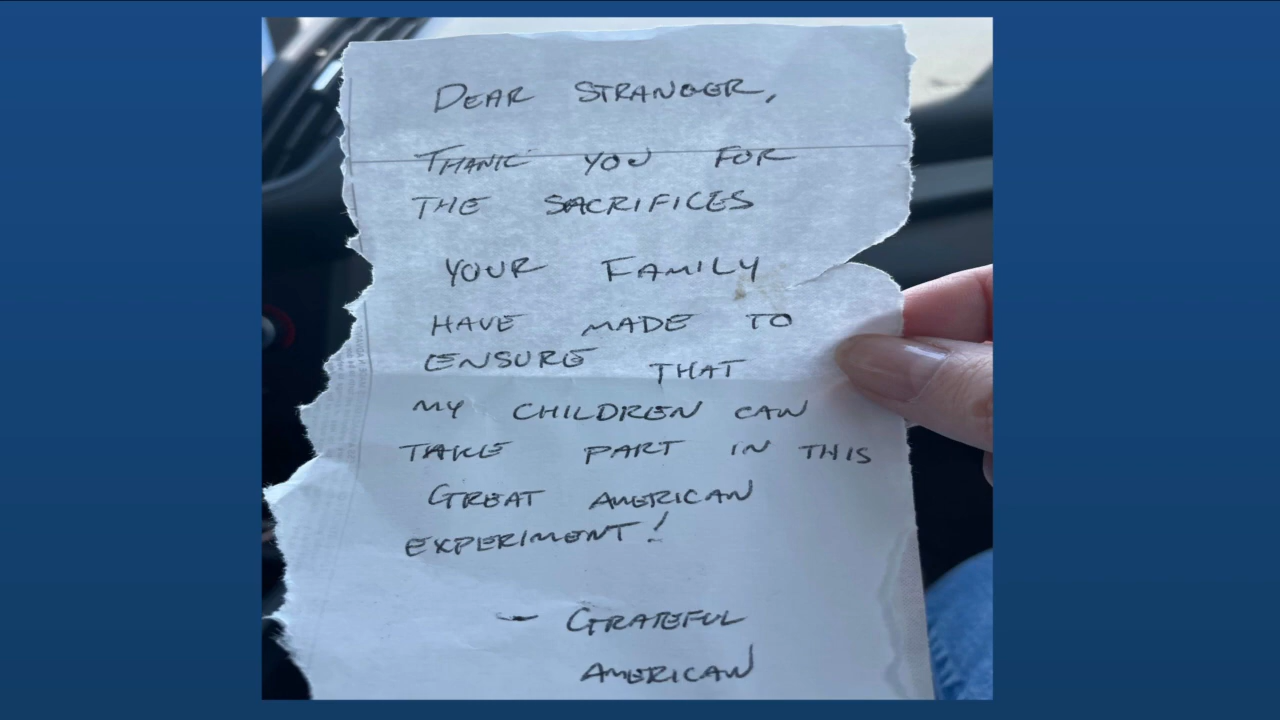 DEAR STRANGER,
THANK YOU FOR
THE SACRIFICES
YOUR FAMILY
HAVE MADE TO
ENSURE THAT
MY CHILDREN CAN
TAKE PART IN THIS
GREAT AMERICAN
EXPERIMENT!
- GRATEFUL
AMERICAN